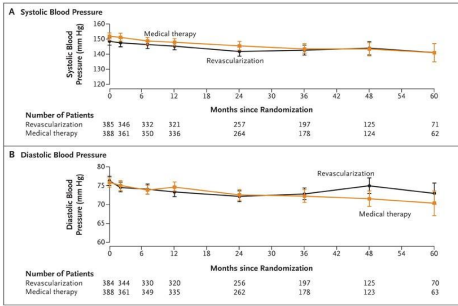 A Systolic Blood Pressure
160
150
140
130
120
Systolic Blood
Pressure (mm Hg)
Medical therapy
Revascularization
0 6 12 18 24 30 36 42 48 54 60
Months since Randomization
Number of Patients
Revascularization 385 346 332 321 257 197 125 71
Medical therapy 388 361 350 336 264 178 124 62
B Diastolic Blood Pressure
80
75
70
65
60
Diastolic Blood
Pressure (mm Hg)
Revascularization
Medical therapy
0 6 12 18 24 30 36 42 48 54 60
Months since Randomization
Number of Patients
Revascularization 384 344 330 320 256 197 125 70
Medical therapy 388 361 349 335 262 178 123 63